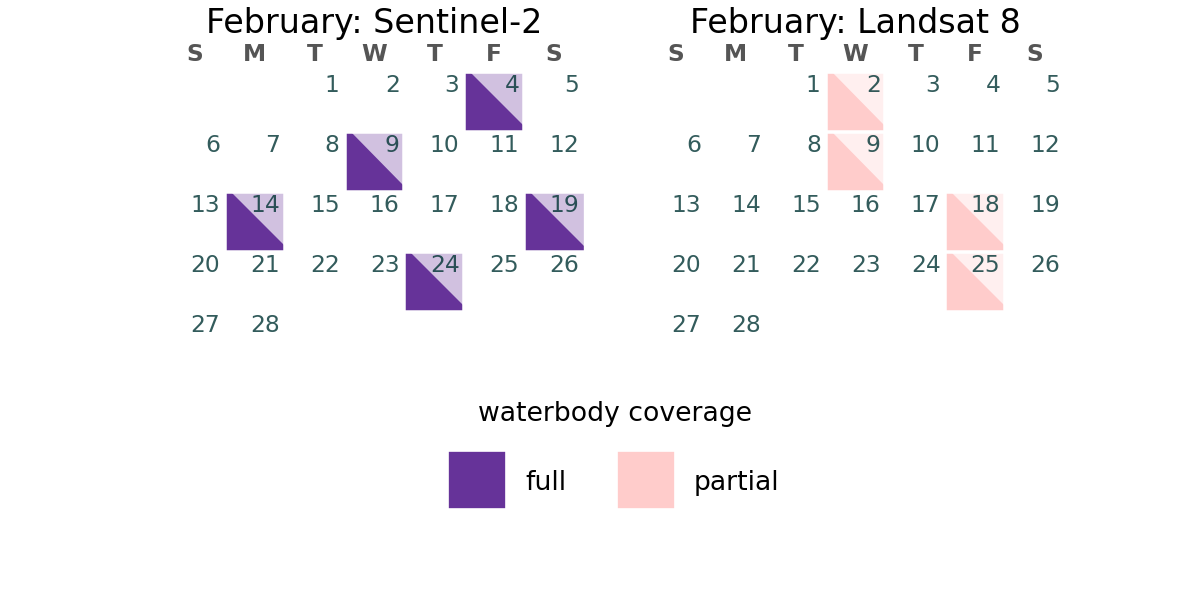 February: Sentinel-2
S M T W T F S
1 2 3 4 5
6 7 8 9 10 11 12
13 14 15 16 17 18 19
20 21 22 23 24 25 26
27 28
February: Landsat 8
S M T W T F S
1 2 3 4 5
6 7 8 9 10 11 12
13 14 15 16 17 18 19
20 21 22 23 24 25 26
27 28
waterbody coverage
full
partial